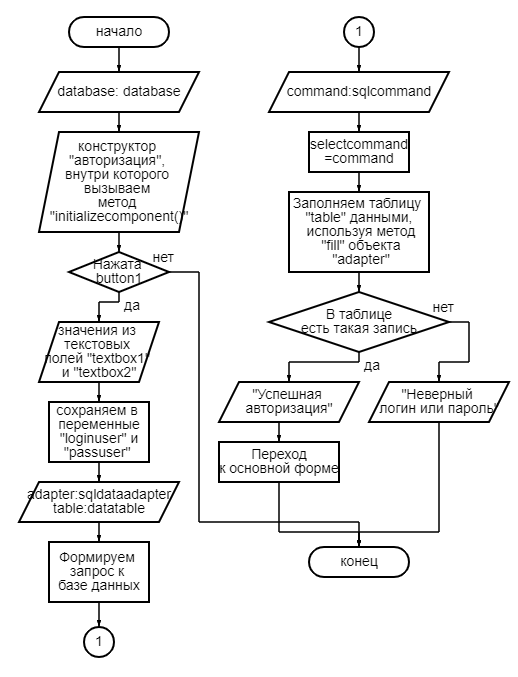 начало
database: database
конструктор
"авторизация",
внутри которого
вызываем
метод
"initializecomponent()"
Нажата
button1
нет
да
значения из
текстовых
полей "textbox1"
и "textbox2"
сохраняем в
переменные
"loginuser" и
"passuser"
adapter:sqldataadapter
table:datatable
Формируем
запрос к
базе данных
1
1
command:sqlcommand
selectcommand
=command
Заполняем таблицу
"table" данными,
используя метод
"fill" объекта
"adapter"
В таблице
есть такая запись
нет
да
"Успешная
авторизация"
"Неверный
логин или пароль"
Переход
к основной форме
конец